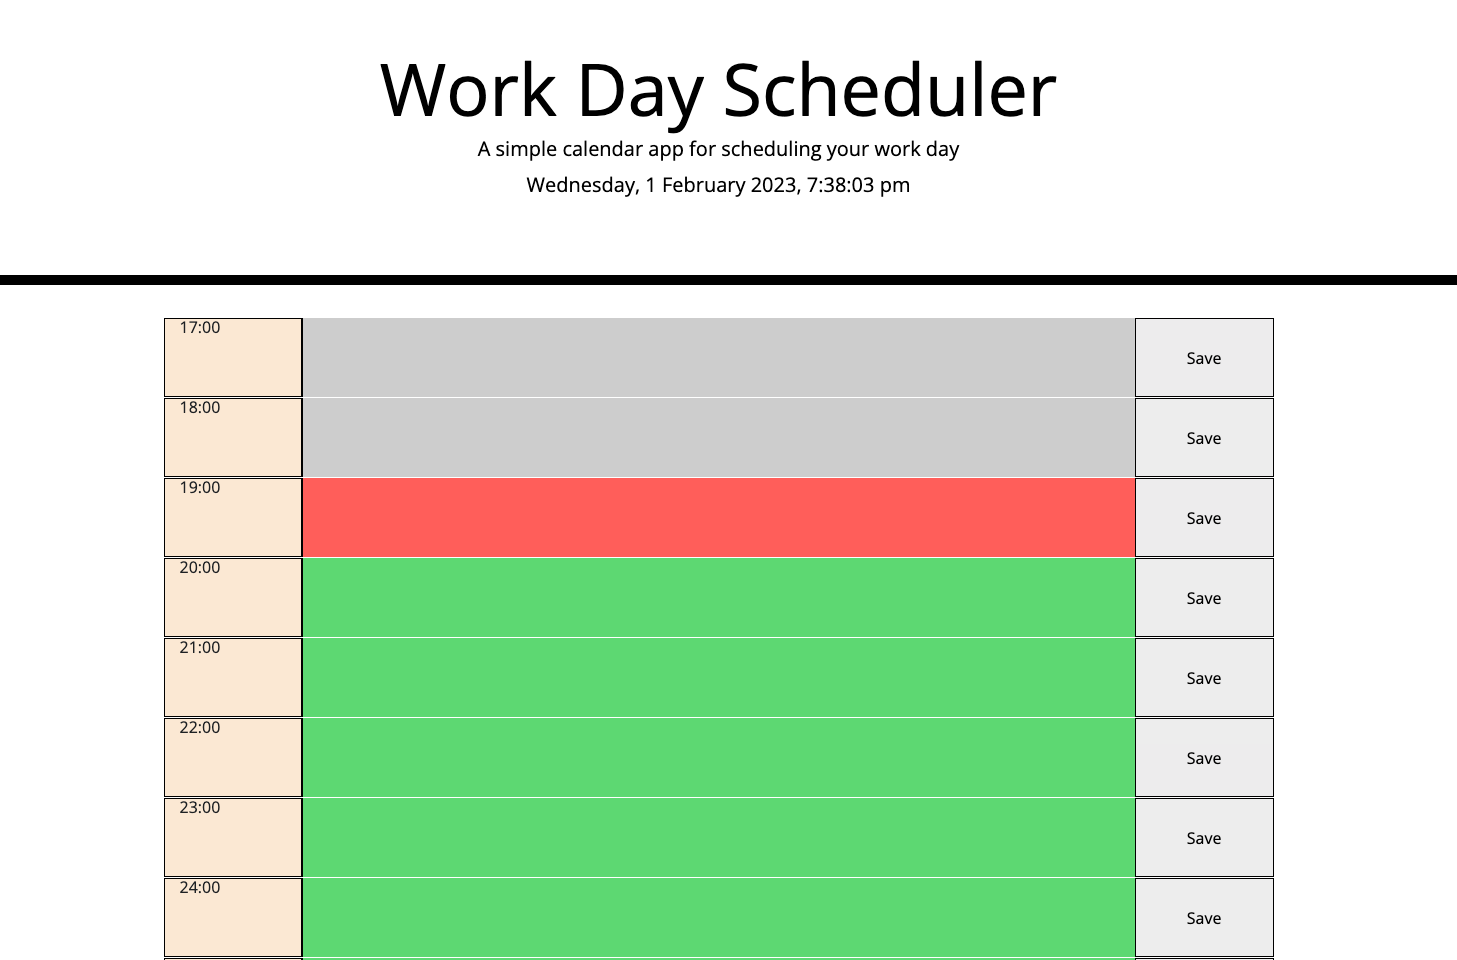 Work Day Scheduler
A simple calendar app for scheduling your work day
Wednesday, 1 February 2023, 7:38:03 pm
17:00 Save
18:00 Save
19:00 Save
20:00 Save
21:00 Save
22:00 Save
23:00 Save
24:00 Save